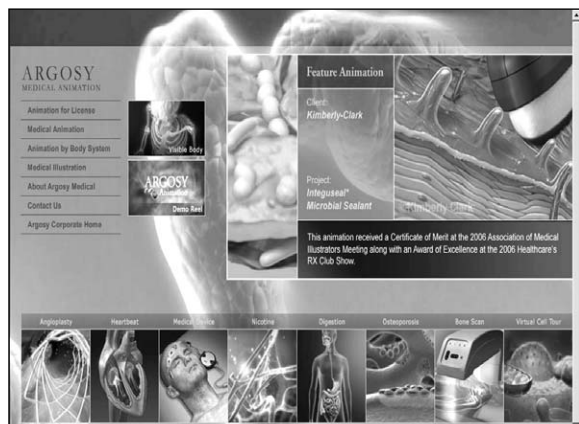 ARGOSY
MEDICAL ANIMATION
Animation for License
Medical Animation
Animation by Body System
Medical Illustration
About Argosy Medical
Contact Us
Argosy Corporate Home
Visible Body
ARGOSY
Animation
Demo Reel
Feature Animation
Client:
Kimberly-Clark
Project:
Integuseal*
Microbial Sealant
Kimberly Clark
This animation received a Certificate of Merit at the 2006 Association of Medical
Illustrators Meeting along with an Award of Excellence at the 2006 Healthcare's
RX Club Show.
Angioplasty
Heartbeat
Medical Device
Nicotine
Digestion
Osteoporosis
Bone Scan
Virtual Cell Tour